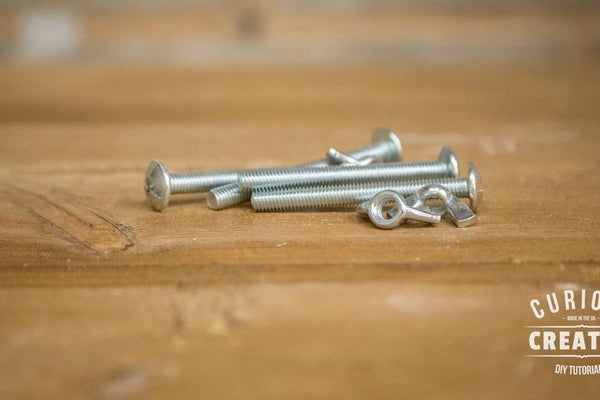 CURIO
MADE IN THE UK
CREAT
DIY TUTORIA